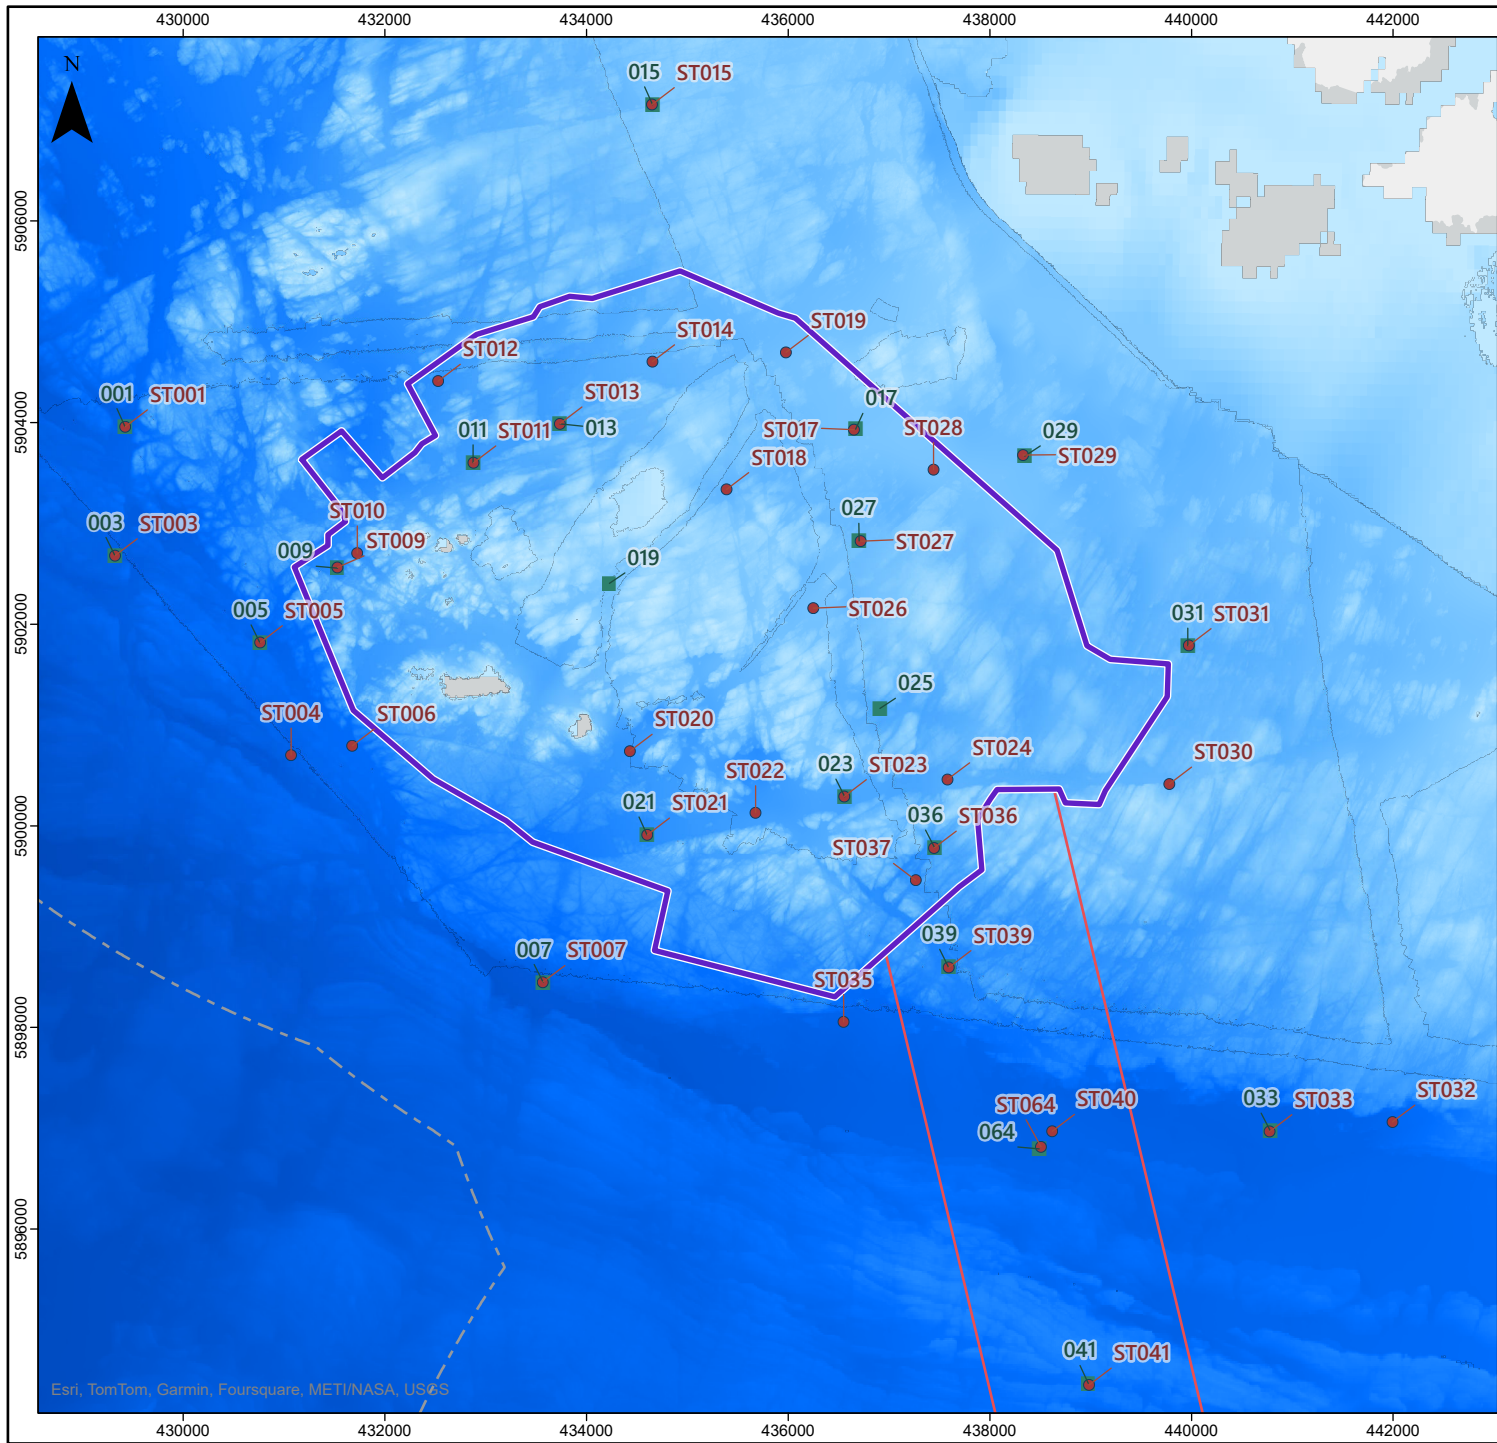 430000 432000 434000 436000 438000 440000 442000
N
015 ST015
5906000
ST019
ST014
ST012
001 ST001
ST013
017
5904000
011 ST011 013
ST017 ST028
029
ST029
ST018
ST010
027
003 ST003
ST009
009
ST027
019
005 ST005
ST026
031 ST031
5902000
025
ST004 ST006
ST020
ST024
ST022
023 ST023
ST030
021 ST021
036 ST036
5900000
ST037
039 ST039
007 ST007
ST035
5898000
ST032
ST064 ST040
033 ST033
064
5896000
041 ST041
Esri, TomTom, Garmin, Foursquare, METI/NASA, USGS
430000 432000 434000 436000 438000 440000 442000